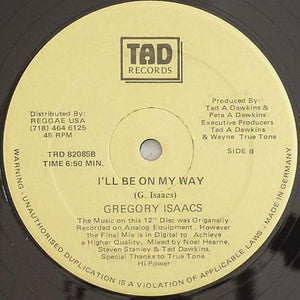 TAD
RECORDS
Distributed By:
REGGAE USA
(718) 464 6125
45 RPM
Produced By:
Tad A Dawkins &
Pete A Dawkins
Executive Producers
Tad A Dawkins
& Wayne True Tone
TRD 82085B
TIME 6:50 MIN.
SIDE B
I'LL BE ON MY WAY
(G. Isaacs)
GREGORY ISAACS
The Music on this 12" Disc was Origanally
Recorded on Analog Equipment. However
the Final Mix is in Digital to Achieve
a Higher Quality. Mixed by Noel Hearne,
Steven Stanley & Tad Dawkins,
Special Thanks to True Tone
Hi Power
WARNING - UNAUTHORISED DUPLICATION IS A VIOLATION OF APPLICABLE LAWS - MADE IN GERMANY